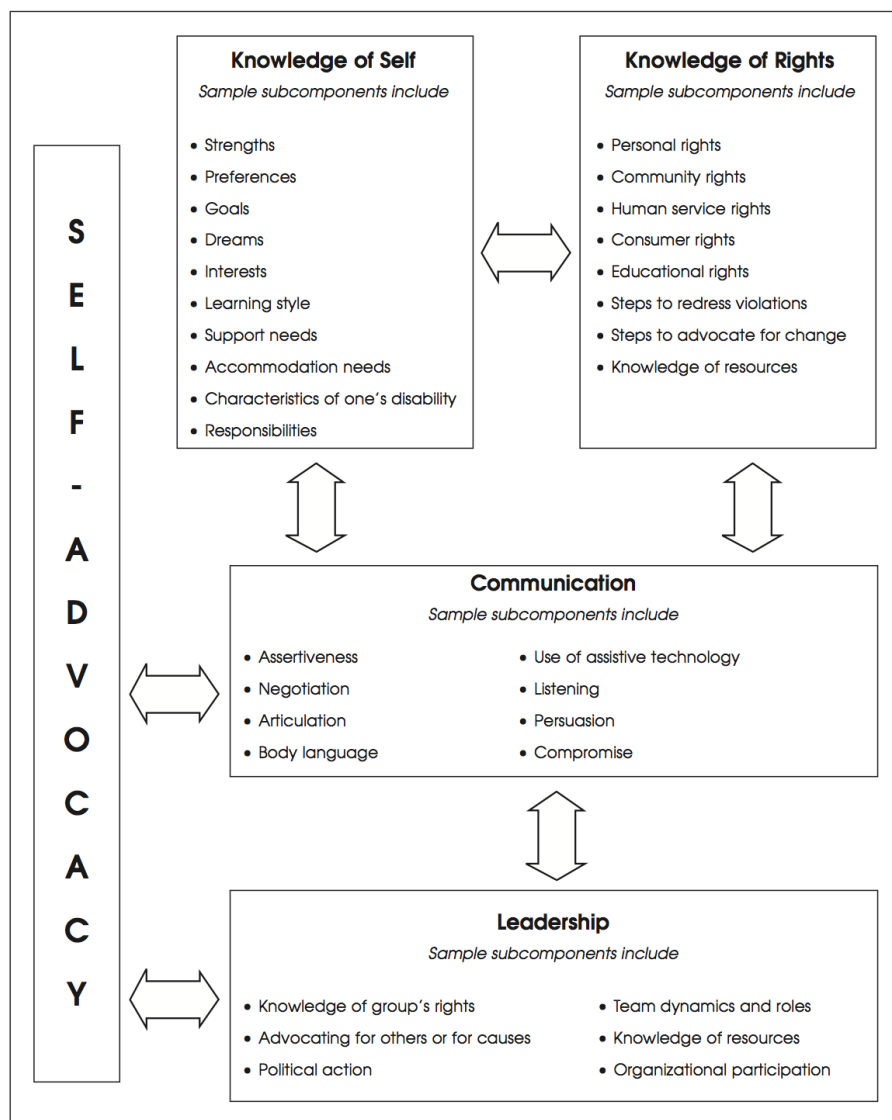 SELF-ADVOCACY
Knowledge of Self
Sample subcomponents include
• Strengths
• Preferences
• Goals
• Dreams
• Interests
• Learning style
• Support needs
• Accommodation needs
• Characteristics of one's disability
• Responsibilities
Knowledge of Rights
Sample subcomponents include
• Personal rights
• Community rights
• Human service rights
• Consumer rights
• Educational rights
• Steps to redress violations
• Steps to advocate for change
• Knowledge of resources
Communication
Sample subcomponents include
• Assertiveness
• Negotiation
• Articulation
• Body language
• Use of assistive technology
• Listening
• Persuasion
• Compromise
Leadership
Sample subcomponents include
• Knowledge of group's rights
• Advocating for others or for causes
• Political action
• Team dynamics and roles
• Knowledge of resources
• Organizational participation